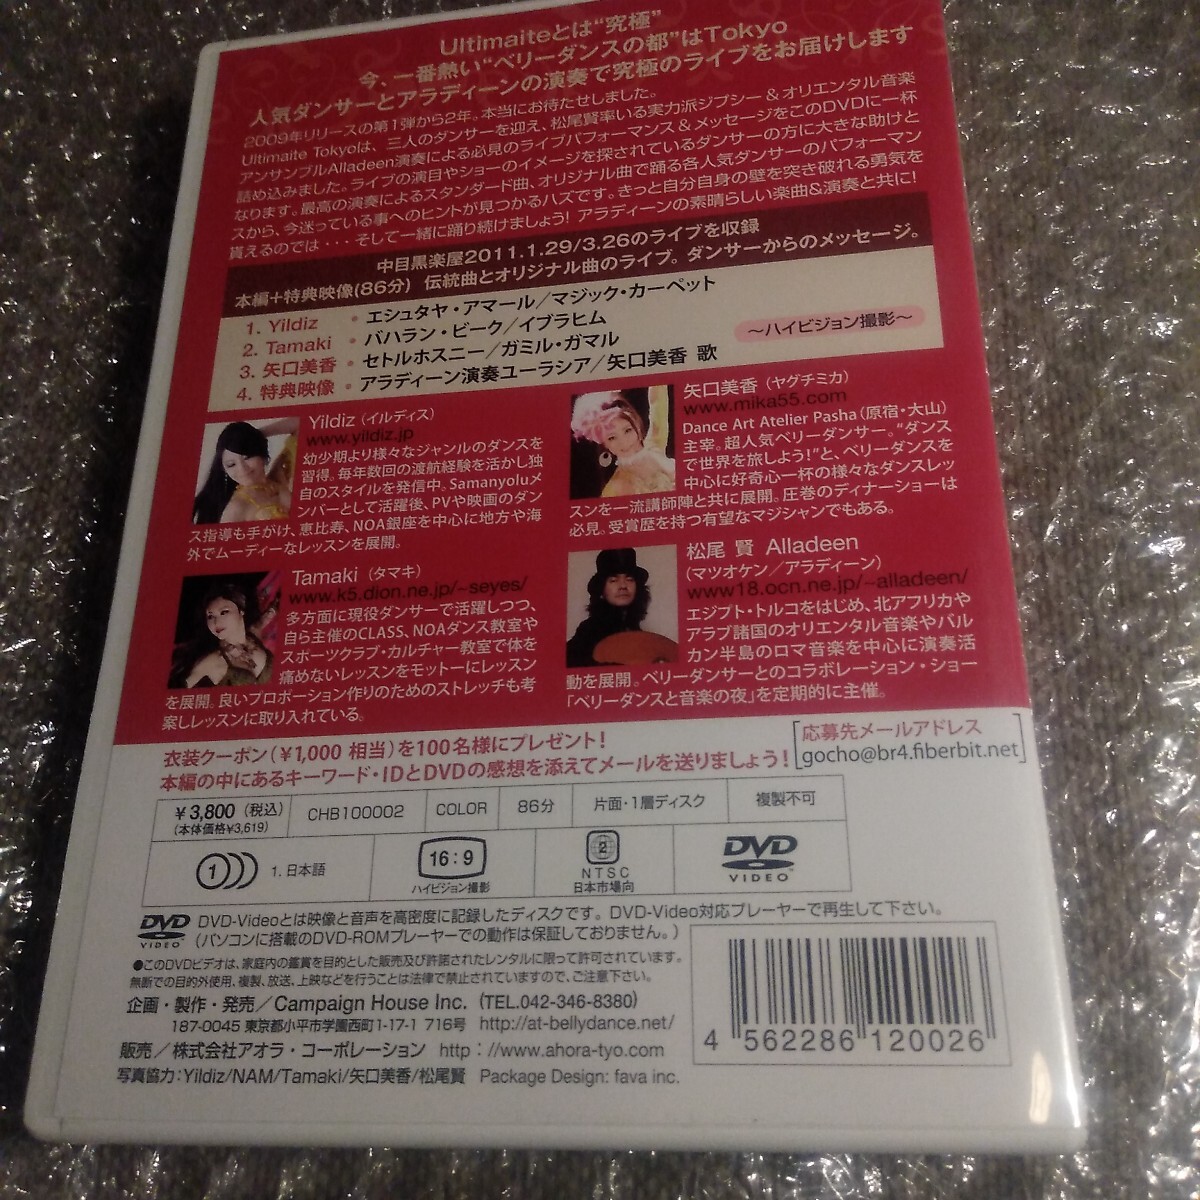 Ultimaiteとは“究極”
今、一番熱い“ベリーダンスの都”はTokyo
人気ダンサーとアラディーンの演奏で究極のライブをお届けします
2009年リリースの第1弾から2年。本当にお待たせしました。
Ultimaite Tokyoは、三人のダンサーを迎え、松尾賢率いる実力派ジプシー＆オリエンタル音楽
アンサンブルAlladeen演奏による必見のライブパフォーマンス＆メッセージをこのDVDに一杯
詰め込みました。ライブの演目やショーのイメージを探されているダンサーの方に大きな助けと
なります。最高の演奏によるスタンダード曲、オリジナル曲で踊る各人気ダンサーのパフォーマン
スから、今迷っている事へのヒントが見つかるハズです。きっと自分自身の壁を突き破れる勇気を
貰えるのでは・・・そして一緒に踊り続けましょう! アラディーンの素晴らしい楽曲&演奏と共に!
中目黒楽屋2011.1.29/3.26のライブを収録
本編+特典映像(86分) 伝統曲とオリジナル曲のライブ。ダンサーからのメッセージ。
1. Yildiz ・ エシュタヤ・アマール／マジック・カーペット
2. Tamaki ・ バハラン・ビーク／イブラヒム
3. 矢口美香 ・ セトルホスニー／ガミル・ガマル
4. 特典映像 ・ アラディーン演奏ユーラシア／矢口美香 歌
～ハイビジョン撮影～
Yildiz（イルディス）
www.yildiz.jp
幼少期より様々なジャンルのダンスを
習得。毎年数回の渡航経験を活かし独
自のスタイルを発信中。Samanyoluメ
ンバーとして活躍後、PVや映画のダン
ス指導も手がけ、恵比寿、NOA銀座を中心に地方や海
外でムーディーなレッスンを展開。
矢口美香（ヤグチミカ）
www.mika55.com
Dance Art Atelier Pasha（原宿・大山）
主宰。超人気ベリーダンサー。“ダンス
で世界を旅しよう!”と、ベリーダンスを
中心に好奇心一杯の様々なダンスレッ
スンを一流講師陣と共に展開。圧巻のディナーショーは
必見。受賞歴を持つ有望なマジシャンでもある。
Tamaki（タマキ）
www.k5.dion.ne.jp/~seyes/
多方面に現役ダンサーで活躍しつつ、
自ら主催のCLASS、NOAダンス教室や
スポーツクラブ・カルチャー教室で体を
痛めないレッスンをモットーにレッスン
を展開。良いプロポーション作りのためのストレッチも考
案しレッスンに取り入れている。
松尾 賢 Alladeen
（マツオケン／アラディーン）
www18.ocn.ne.jp/~alladeen/
エジプト・トルコをはじめ、北アフリカや
アラブ諸国のオリエンタル音楽やバル
カン半島のロマ音楽を中心に演奏活
動を展開。ベリーダンサーとのコラボレーション・ショー
「ベリーダンスと音楽の夜」を定期的に主催。
衣装クーポン（¥1,000 相当）を100名様にプレゼント!
本編の中にあるキーワード・IDとDVDの感想を添えてメールを送りましょう!
応募先メールアドレス
gocho@br4.fiberbit.net
¥3,800（税込）
（本体価格¥3,619）
CHB100002
COLOR
86分
片面・1層ディスク
複製不可
1
1. 日本語
16:9
ハイビジョン撮影
2
NTSC
日本市場向
DVD
VIDEO
DVD
VIDEO
DVD-Videoとは映像と音声を高密度に記録したディスクです。DVD-Video対応プレーヤーで再生して下さい。
（パソコンに搭載のDVD-ROMプレーヤーでの動作は保証しておりません。）
●このDVDビデオは、家庭内の鑑賞を目的とした販売及び許諾されたレンタルに限って許可されています。
無断での目的外使用、複製、放送、上映などを行うことは法律で禁止されていますので、ご注意下さい。
企画・製作・発売／Campaign House Inc.（TEL.042-346-8380）
187-0045 東京都小平市学園西町1-17-1 716号 http://at-bellydance.net/
販売／株式会社アオラ・コーポレーション http：//www.ahora-tyo.com
写真協力：Yildiz/NAM/Tamaki/矢口美香/松尾賢 Package Design: fava inc.
4 562286 120026